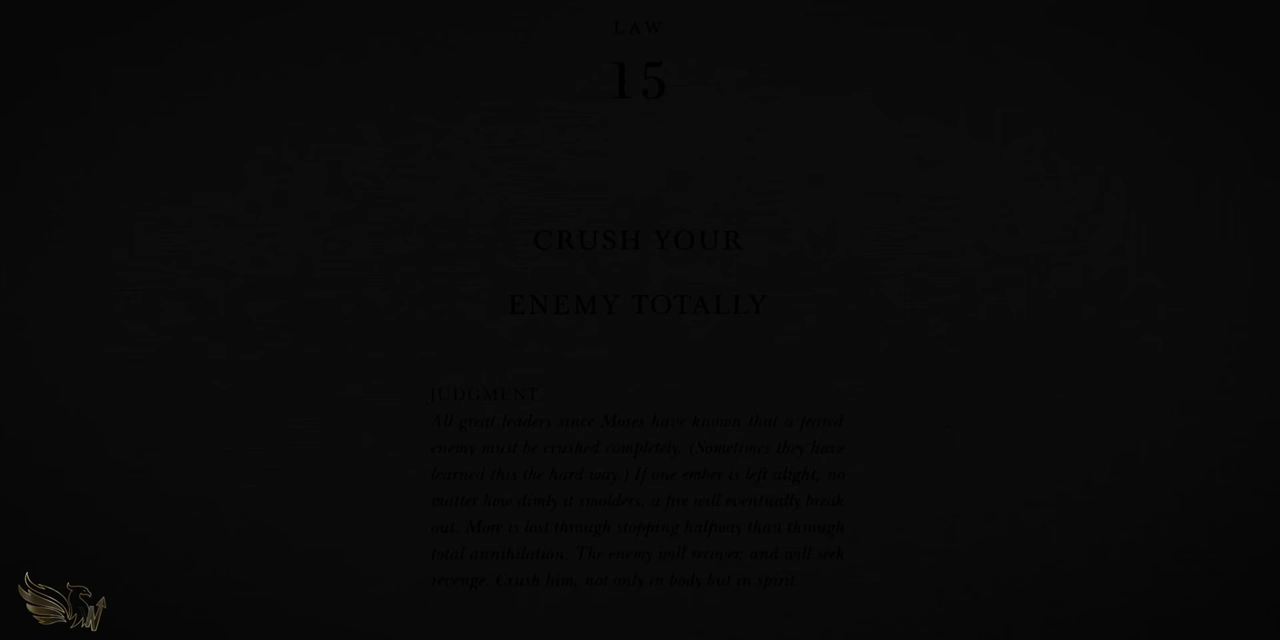 LAW
15
CRUSH YOUR
ENEMY TOTALLY
JUDGMENT
All great leaders since Moses have known that a feared
enemy must be crushed completely. (Sometimes they have
learned this the hard way.) If one ember is left alight, no
matter how dimly it smolders, a fire will eventually break
out. More is lost through stopping halfway than through
total annihilation: The enemy will recover, and will seek
revenge. Crush him, not only in body but in spirit.